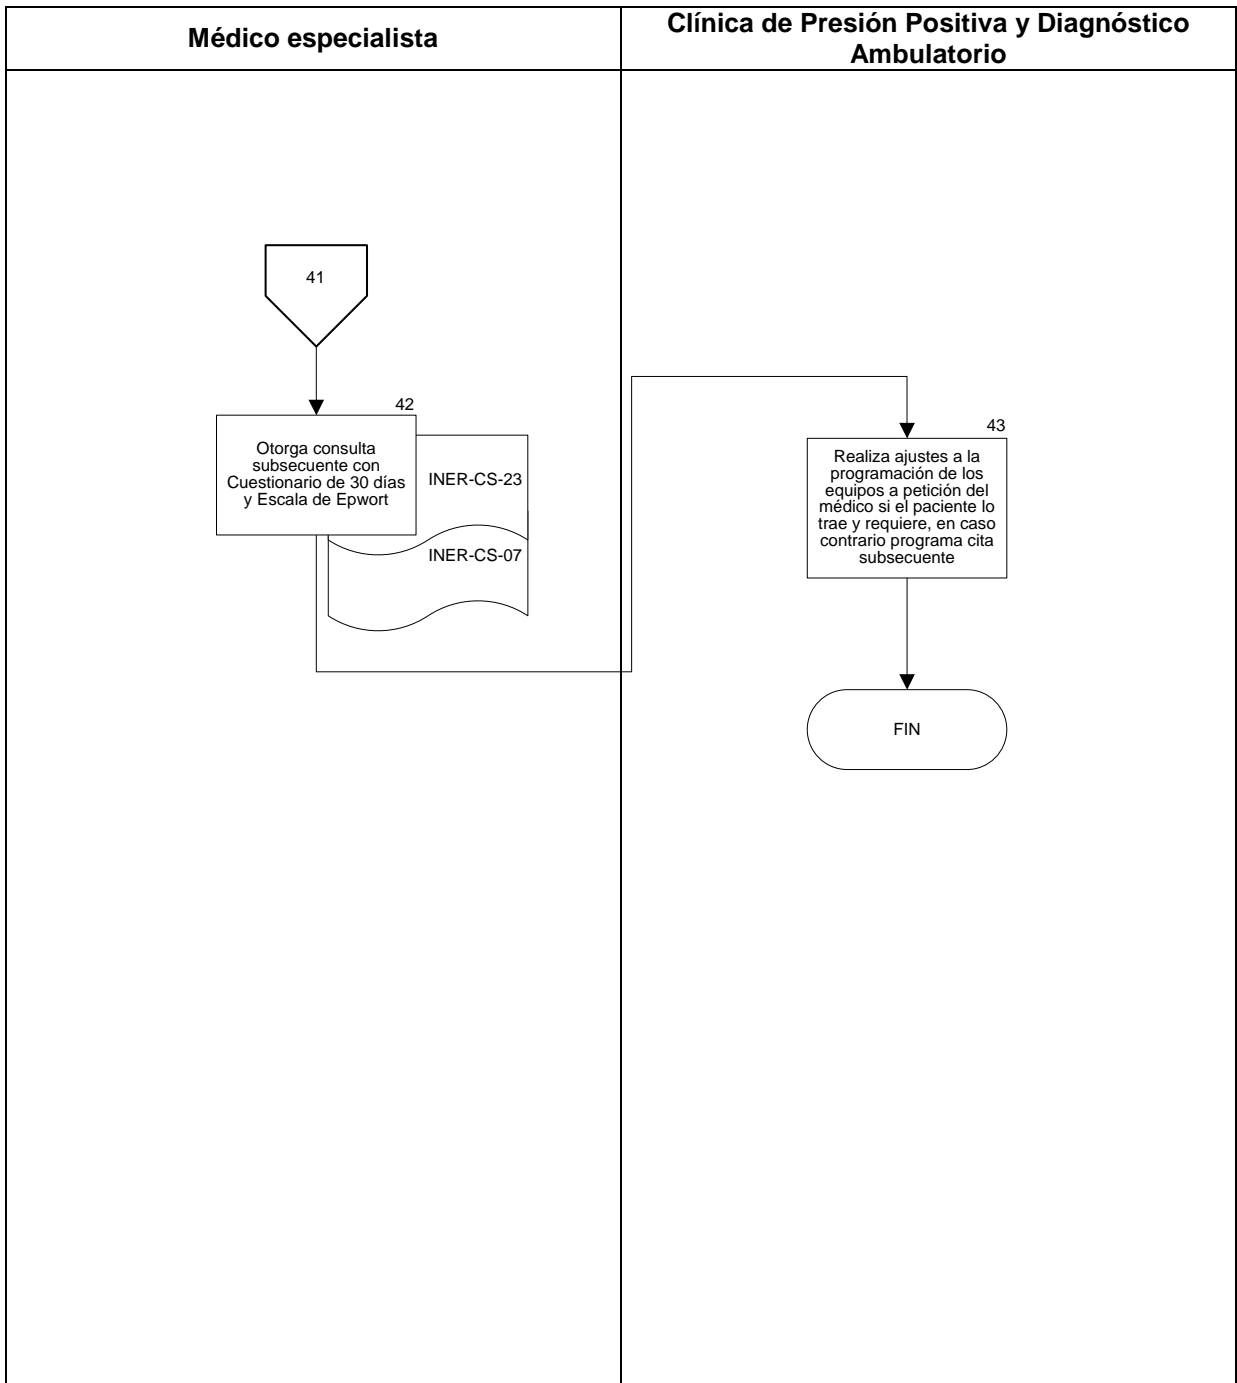 Médico especialista
Clínica de Presión Positiva y Diagnóstico
Ambulatorio
41
42
Otorga consulta
subsecuente con
Cuestionario de 30 días
y Escala de Epwort
INER-CS-23
INER-CS-07
43
Realiza ajustes a la
programación de los
equipos a petición del
médico si el paciente lo
trae y requiere, en caso
contrario programa cita
subsecuente
FIN